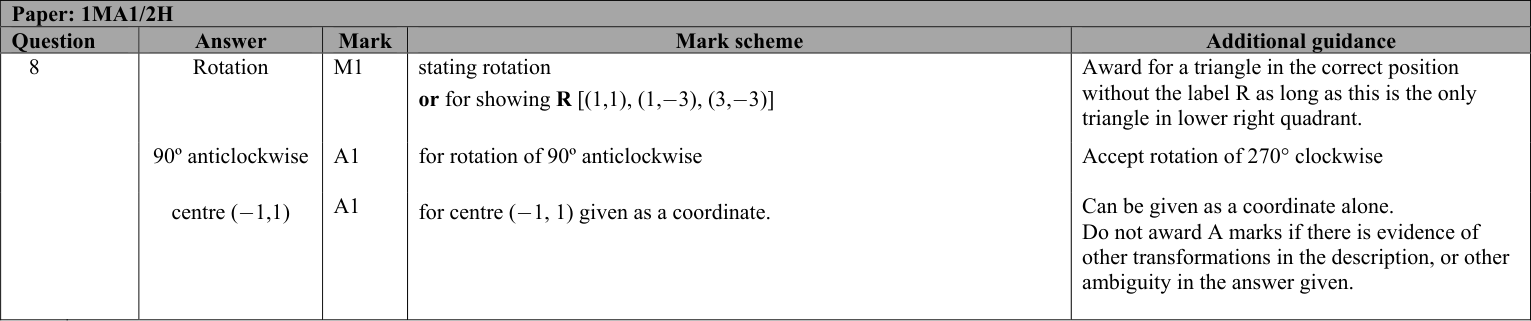 Paper: 1MA1/2H
Question Answer Mark Mark scheme Additional guidance
8 Rotation M1 stating rotation Award for a triangle in the correct position
or for showing R [(1,1), (1,−3), (3,−3)] without the label R as long as this is the only
triangle in lower right quadrant.
90º anticlockwise A1 for rotation of 90º anticlockwise Accept rotation of 270° clockwise
centre (−1,1) A1 for centre (−1, 1) given as a coordinate. Can be given as a coordinate alone.
Do not award A marks if there is evidence of
other transformations in the description, or other
ambiguity in the answer given.